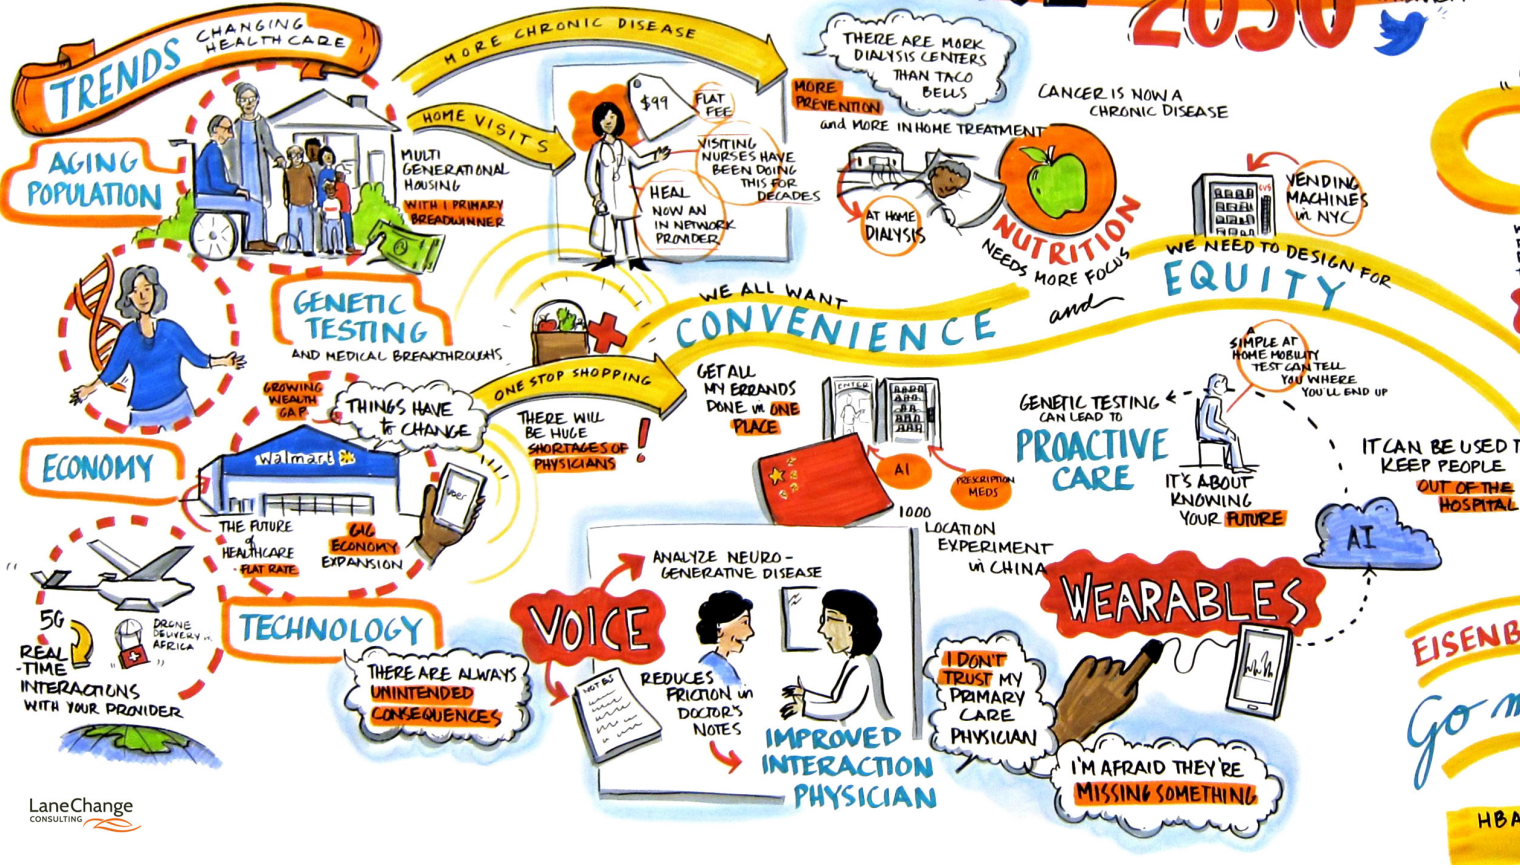 TRENDS
CHANGING
HEALTHCARE
AGING
POPULATION
MORE CHRONIC DISEASE
HOME VISITS
MULTI
GENERATIONAL
HOUSING
WITH 1 PRIMARY
BREADWINNER
$99
FLAT
FEE
VISITING
NURSES HAVE
BEEN DOING
THIS FOR
DECADES
HEAL
NOW AN
IN NETWORK
PROVIDER
THERE ARE MORE
DIALYSIS CENTERS
THAN TACO
BELLS
MORE
PREVENTION
and MORE IN HOME TREATMENT
AT HOME
DIALYSIS
CANCER IS NOW A
CHRONIC DISEASE
2030
NUTRITION
NEEDS MORE FOCUS
and
CVS
VENDING
MACHINES
in NYC
WE NEED TO DESIGN FOR
EQUITY
WE ALL WANT
CONVENIENCE
GENETIC
TESTING
AND MEDICAL BREAKTHROUGHS
GROWING
WEALTH
GAP
THINGS HAVE
to CHANGE
ONE STOP SHOPPING
THERE WILL
BE HUGE
SHORTAGES OF
PHYSICIANS
!
GET ALL
MY ERRANDS
DONE in ONE
PLACE
ENTER
AI
PRESCRIPTION
MEDS
1000
LOCATION
EXPERIMENT
in CHINA
A
SIMPLE AT
HOME MOBILITY
TEST CAN TELL
YOU WHERE
YOU'LL END UP
GENETIC TESTING
CAN LEAD TO
PROACTIVE
CARE
IT'S ABOUT
KNOWING
YOUR FUTURE
IT CAN BE USED T
KEEP PEOPLE
OUT OF THE
HOSPITAL
AI
ECONOMY
Walmart
THE FUTURE
of
HEALTHCARE
- FLAT RATE
GIG
ECONOMY
EXPANSION
UBER
TECHNOLOGY
5G
REAL
-TIME
INTERACTIONS
WITH YOUR PROVIDER
DRONE
DELIVERY in
AFRICA
THERE ARE ALWAYS
UNINTENDED
CONSEQUENCES
VOICE
ANALYZE NEURO-
GENERATIVE DISEASE
NOTES
REDUCES
FRICTION in
DOCTOR'S
NOTES
IMPROVED
INTERACTION
PHYSICIAN
WEARABLES
I DON'T
TRUST MY
PRIMARY
CARE
PHYSICIAN
I'M AFRAID THEY'RE
MISSING SOMETHING
EISENB
Go m
HBA
LaneChange
CONSULTING